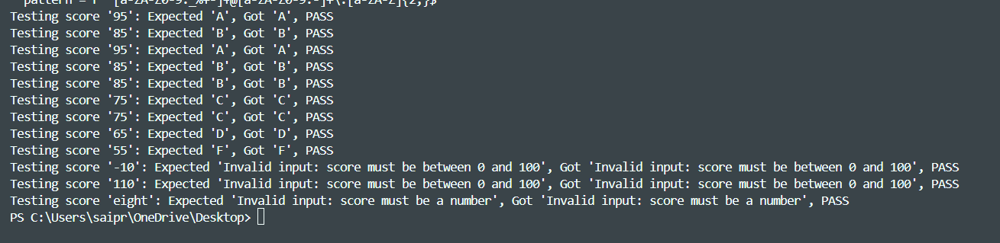 pattern = r'^[a-zA-Z0-9._%+-]+@[a-zA-Z0-9.-]+\.[a-zA-Z]{2,}$'
Testing score '95': Expected 'A', Got 'A', PASS
Testing score '85': Expected 'B', Got 'B', PASS
Testing score '95': Expected 'A', Got 'A', PASS
Testing score '85': Expected 'B', Got 'B', PASS
Testing score '85': Expected 'B', Got 'B', PASS
Testing score '75': Expected 'C', Got 'C', PASS
Testing score '75': Expected 'C', Got 'C', PASS
Testing score '65': Expected 'D', Got 'D', PASS
Testing score '55': Expected 'F', Got 'F', PASS
Testing score '-10': Expected 'Invalid input: score must be between 0 and 100', Got 'Invalid input: score must be between 0 and 100', PASS
Testing score '110': Expected 'Invalid input: score must be between 0 and 100', Got 'Invalid input: score must be between 0 and 100', PASS
Testing score 'eight': Expected 'Invalid input: score must be a number', Got 'Invalid input: score must be a number', PASS
PS C:\Users\saipr\OneDrive\Desktop>